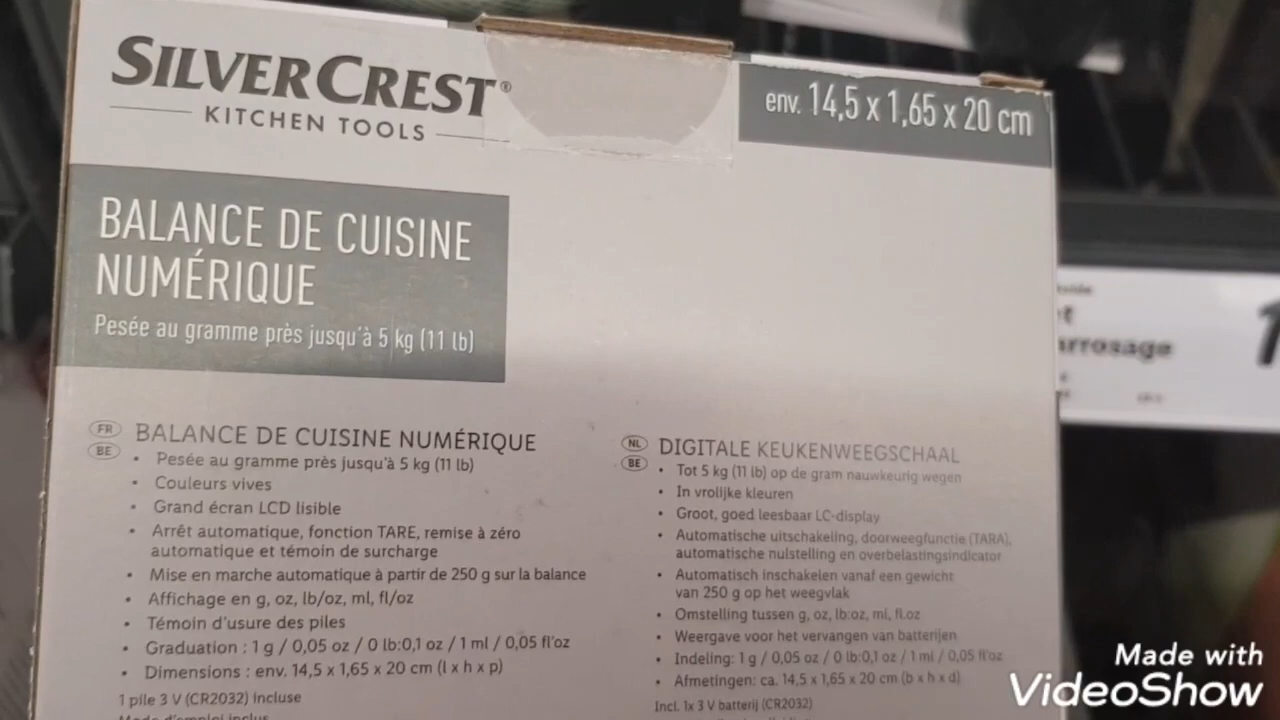 SILVERCREST®
KITCHEN TOOLS
env. 14,5 x 1,65 x 20 cm
BALANCE DE CUISINE
NUMÉRIQUE
Pesée au gramme près jusqu'à 5 kg (11 lb)
FR
BE
BALANCE DE CUISINE NUMÉRIQUE
• Pesée au gramme près jusqu'à 5 kg (11 lb)
• Couleurs vives
• Grand écran LCD lisible
• Arrêt automatique, fonction TARE, remise à zéro
automatique et témoin de surcharge
• Mise en marche automatique à partir de 250 g sur la balance
• Affichage en g, oz, lb/oz, ml, fl/oz
• Témoin d'usure des piles
• Graduation : 1 g / 0,05 oz / 0 lb:0,1 oz / 1 ml / 0,05 fl'oz
• Dimensions : env. 14,5 x 1,65 x 20 cm (l x h x p)
1 pile 3 V (CR2032) incluse
Mode d'emploi inclus
NL
BE
DIGITALE KEUKENWEEGSCHAAL
• Tot 5 kg (11 lb) op de gram nauwkeurig wegen
• In vrolijke kleuren
• Groot, goed leesbaar LC-display
• Automatische uitschakeling, doorweegfunctie (TARA),
automatische nulstelling en overbelastingsindicator
• Automatisch inschakelen vanaf een gewicht
van 250 g op het weegvlak
• Omstelling tussen g, oz, lb:oz, ml, fl.oz
• Weergave voor het vervangen van batterijen
• Indeling: 1 g / 0,05 oz / 0 lb:0,1 oz / 1 ml / 0,05 fl'oz
• Afmetingen: ca. 14,5 x 1,65 x 20 cm (b x h x d)
Incl. 1x 3 V batterij (CR2032)
rrosage
Made with
VideoShow